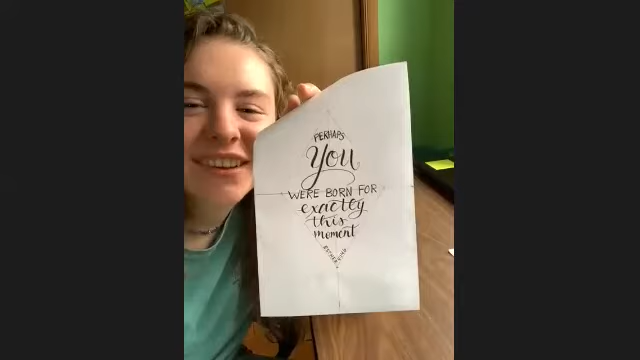 PERHAPS
You
WERE BORN FOR
exactly
this
moment